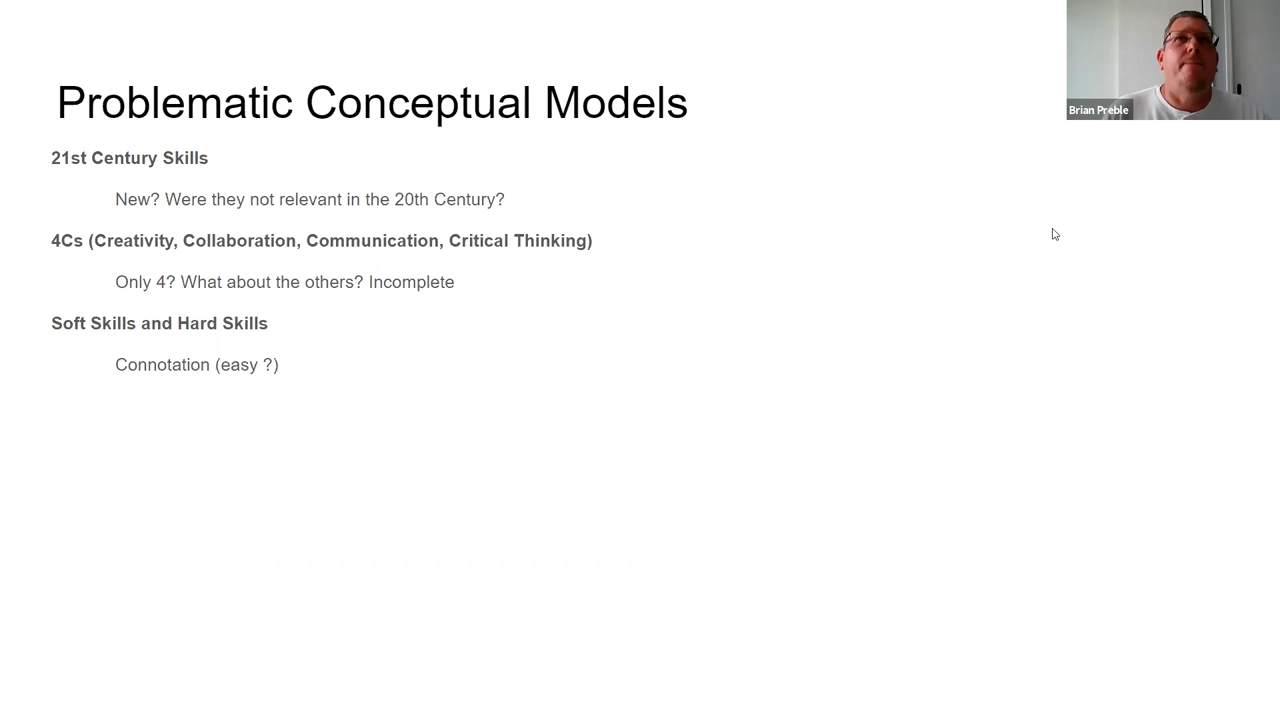 Problematic Conceptual Models
Brian Preble
21st Century Skills
New? Were they not relevant in the 20th Century?
4Cs (Creativity, Collaboration, Communication, Critical Thinking)
Only 4? What about the others? Incomplete
Soft Skills and Hard Skills
Connotation (easy ?)